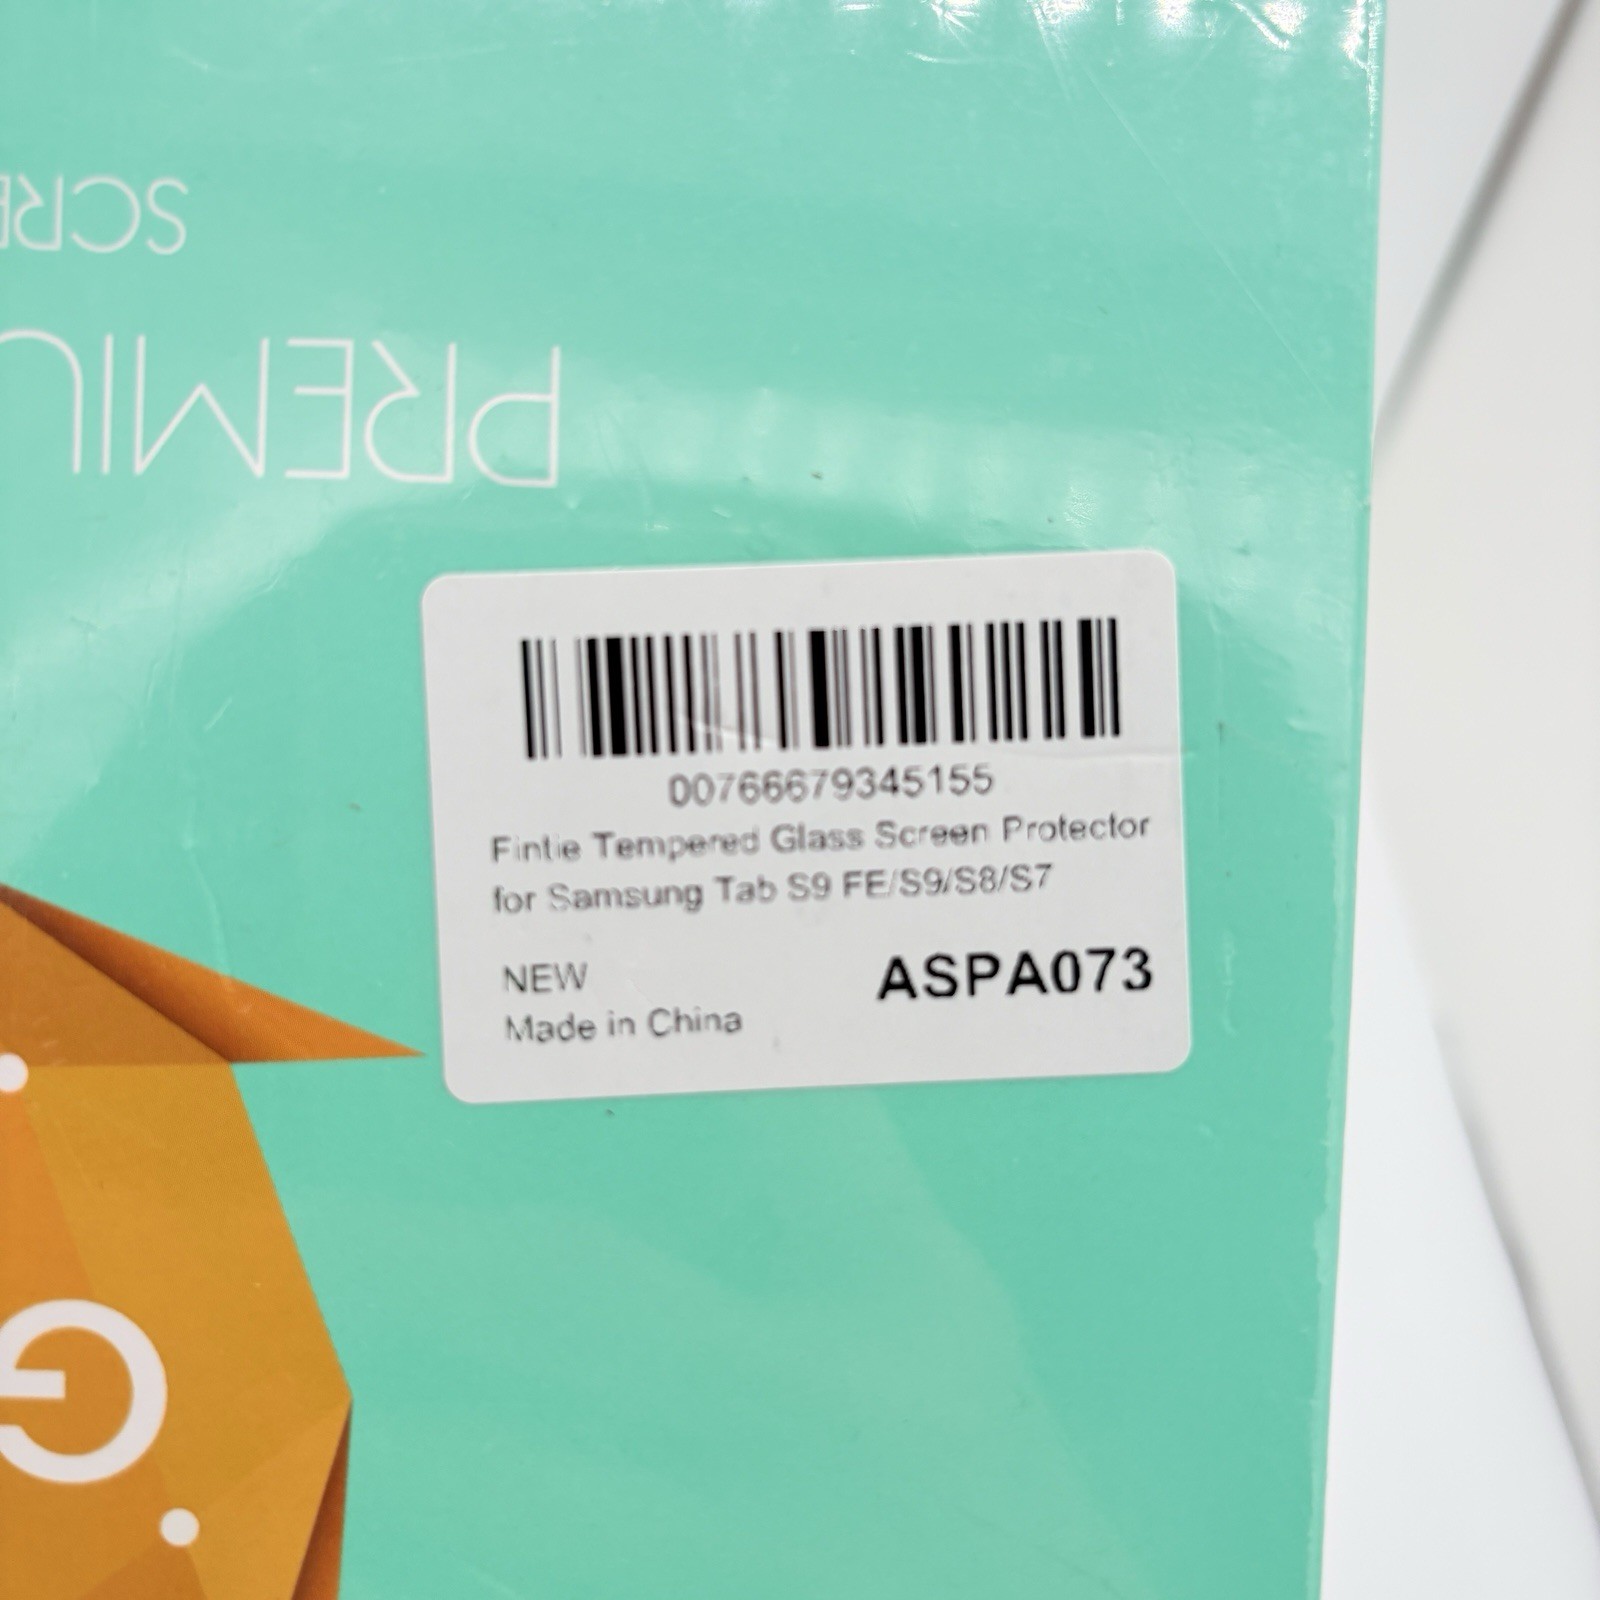 SCRE
PREMIU
00766679345155
Fintie Tempered Glass Screen Protector
for Samsung Tab S9 FE/S9/S8/S7
NEW
ASPA073
Made in China
G